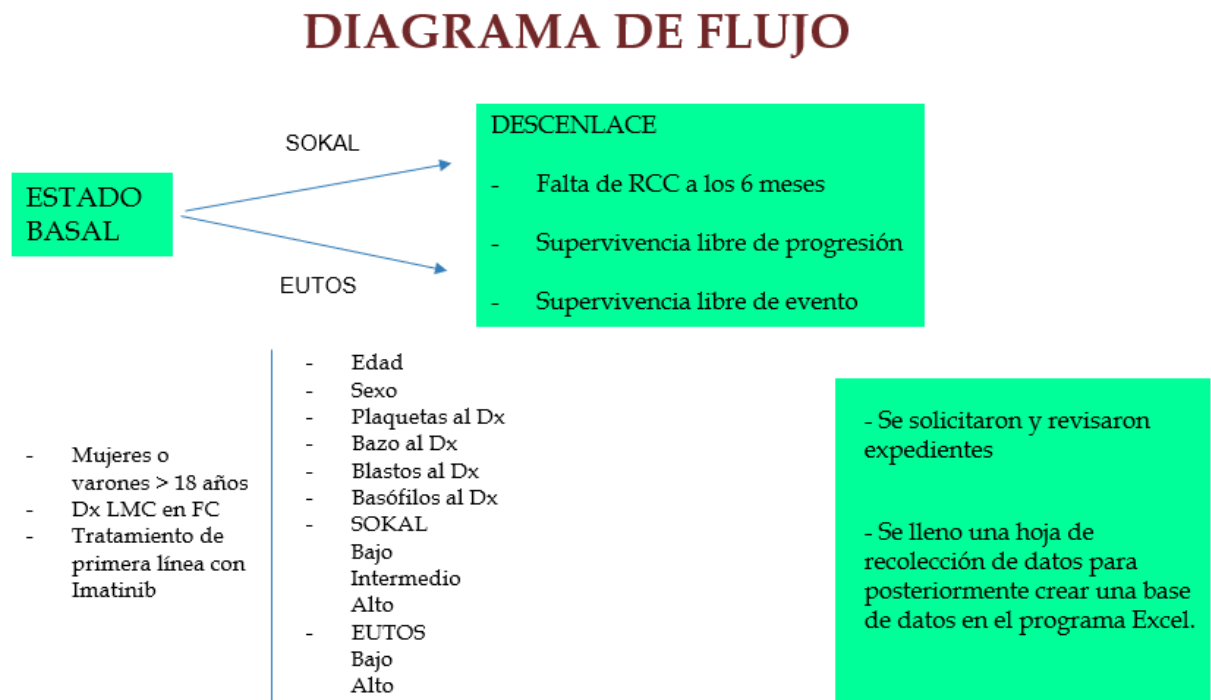 DIAGRAMA DE FLUJO
SOKAL
ESTADO
BASAL
EUTOS
DESCENLACE
- Falta de RCC a los 6 meses
- Supervivencia libre de progresión
- Supervivencia libre de evento
- Mujeres o
varones > 18 años
- Dx LMC en FC
- Tratamiento de
primera línea con
Imatinib
- Edad
- Sexo
- Plaquetas al Dx
- Bazo al Dx
- Blastos al Dx
- Basófilos al Dx
- SOKAL
Bajo
Intermedio
Alto
- EUTOS
Bajo
Alto
- Se solicitaron y revisaron
expedientes
- Se lleno una hoja de
recolección de datos para
posteriormente crear una base
de datos en el programa Excel.